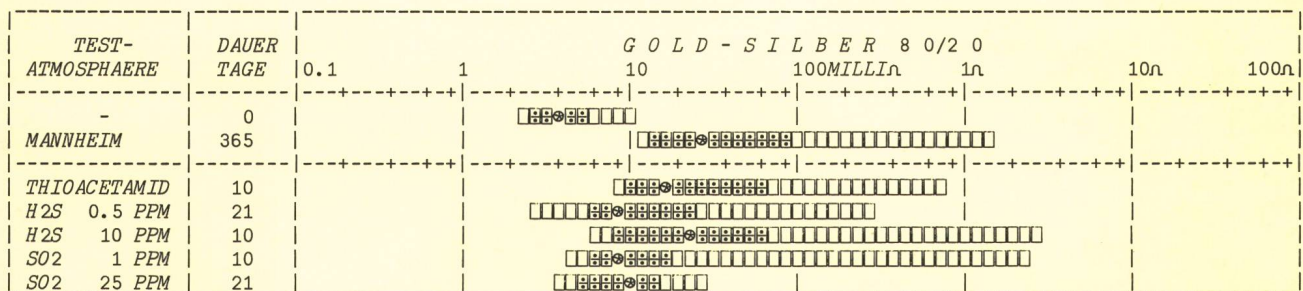 TEST- DAUER G O L D - S I L B E R 8 0/2 0
ATMOSPHAERE TAGE 0.1 1 10 100MILLIΩ 1Ω 10Ω 100Ω
- 0
MANNHEIM 365
THIOACETAMID 10
H2S 0.5 PPM 21
H2S 10 PPM 10
SO2 1 PPM 10
SO2 25 PPM 21